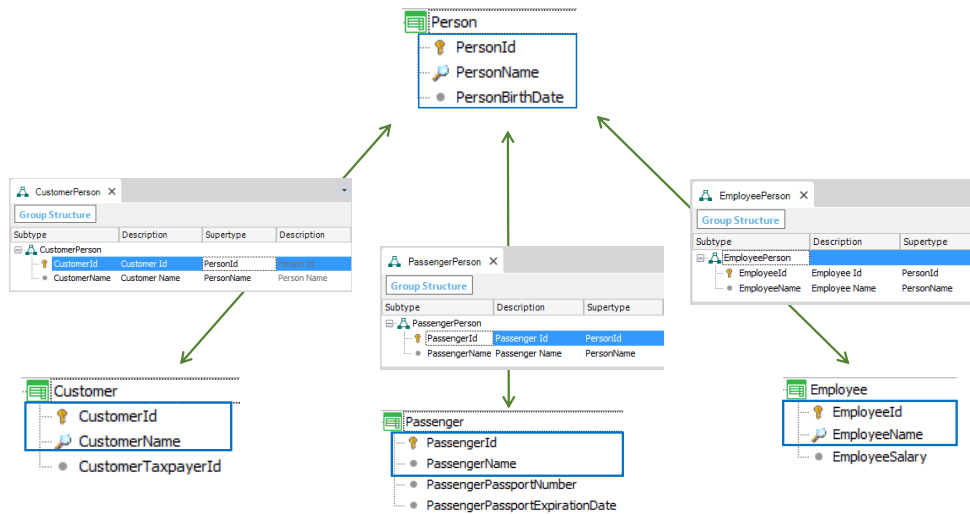 Person
PersonId
PersonName
PersonBirthDate
CustomerPerson
Group Structure
Subtype Description Supertype Description
CustomerPerson
CustomerId Customer Id PersonId Person Id
CustomerName Customer Name PersonName Person Name
PassengerPerson
Group Structure
Subtype Description Supertype
PassengerPerson
PassengerId Passenger Id PersonId
PassengerName Passenger Name PersonName
EmployeePerson
Group Structure
Subtype Description Supertype
EmployeePerson
EmployeeId Employee Id PersonId
EmployeeName Employee Name PersonName
Customer
CustomerId
CustomerName
CustomerTaxpayerId
Passenger
PassengerId
PassengerName
PassengerPassportNumber
PassengerPassportExpirationDate
Employee
EmployeeId
EmployeeName
EmployeeSalary